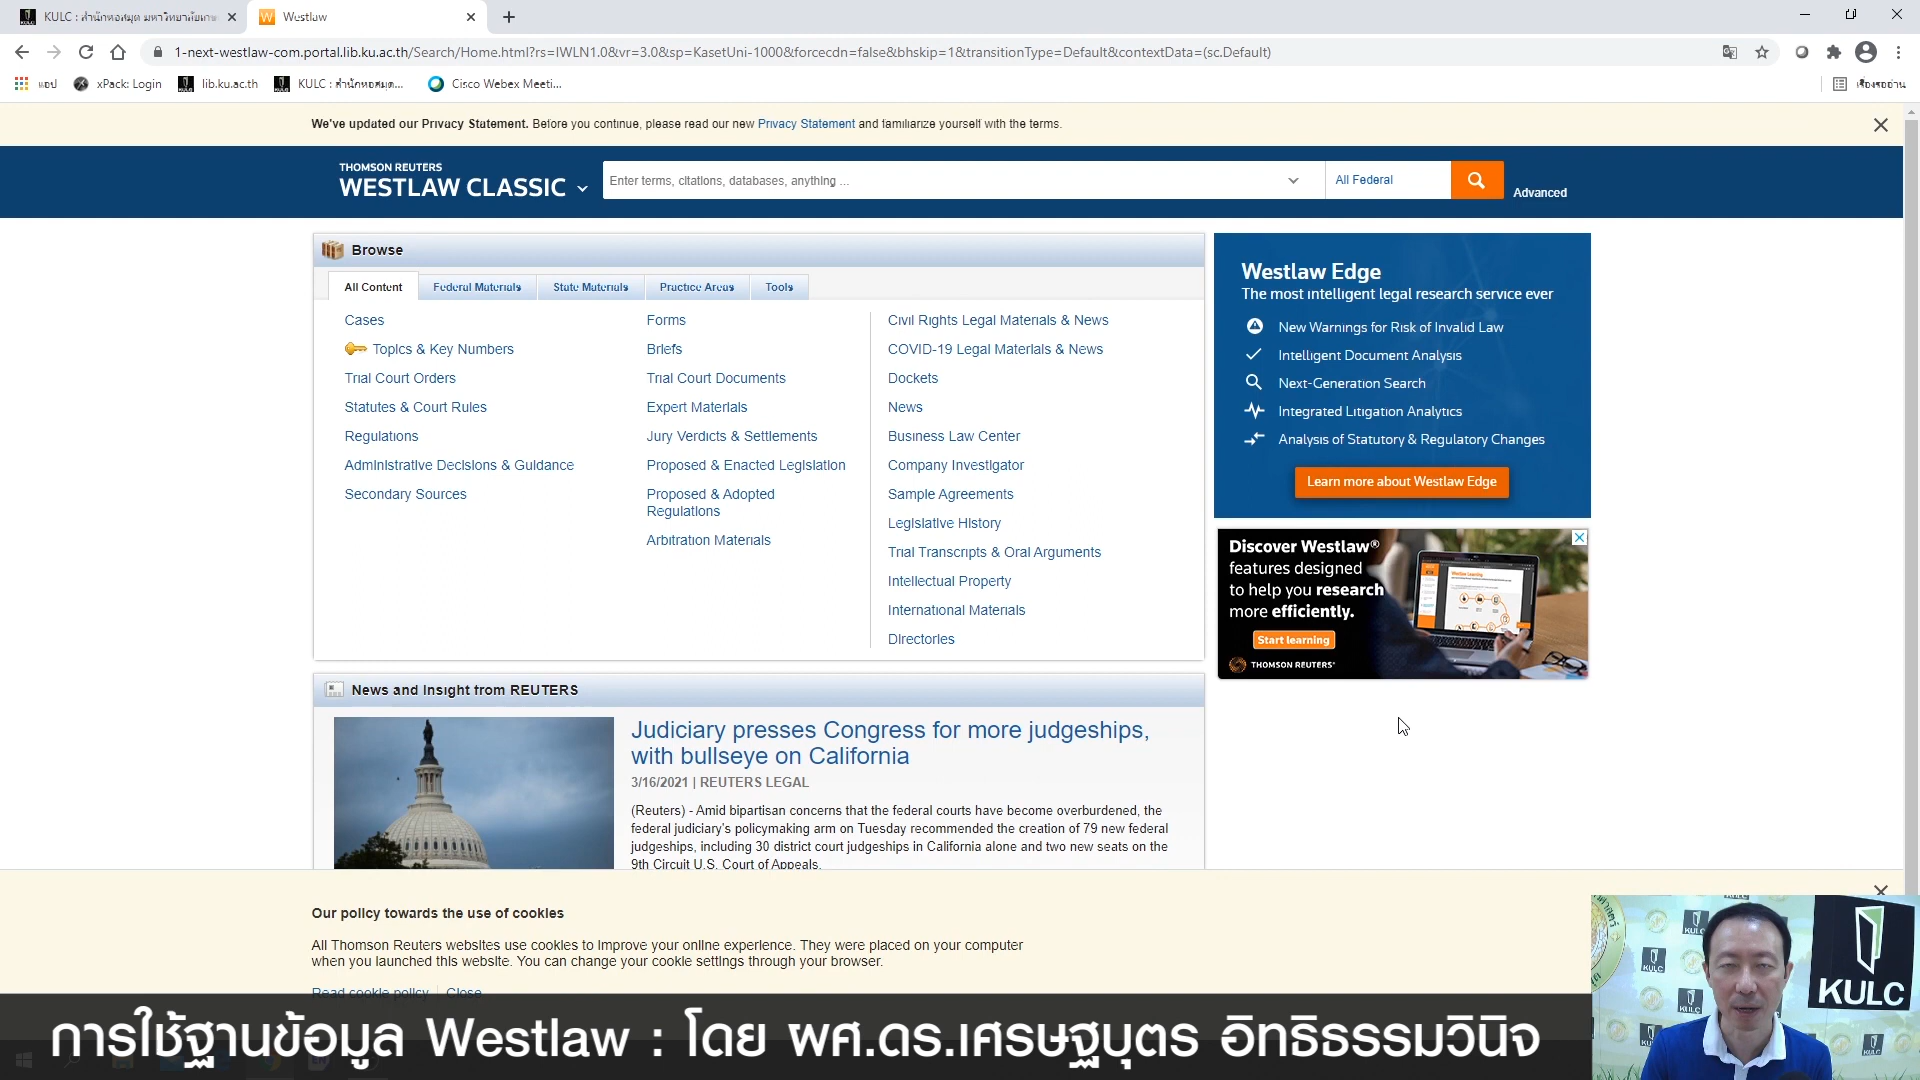 KULC : สำนักหอสมุด มหาวิทยาลัยเกษ
Westlaw
1-next-westlaw-com.portal.lib.ku.ac.th/Search/Home.html?rs=IWLN1.0&vr=3.0&sp=KasetUni-1000&forcecdn=false&bhskip=1&transitionType=Default&contextData=(sc.Default)
แอป
xPack: Login
lib.ku.ac.th
KULC : สำนักหอสมุด...
Cisco Webex Meeti...
We've updated our Privacy Statement. Before you continue, please read our new Privacy Statement and familiarize yourself with the terms.
THOMSON REUTERS
WESTLAW CLASSIC
Enter terms, citations, databases, anything ...
All Federal
Advanced
Browse
All Content
Federal Materials
State Materials
Practice Areas
Tools
Cases
Topics & Key Numbers
Trial Court Orders
Statutes & Court Rules
Regulations
Administrative Decisions & Guidance
Secondary Sources
Forms
Briefs
Trial Court Documents
Expert Materials
Jury Verdicts & Settlements
Proposed & Enacted Legislation
Proposed & Adopted
Regulations
Arbitration Materials
Civil Rights Legal Materials & News
COVID-19 Legal Materials & News
Dockets
News
Business Law Center
Company Investigator
Sample Agreements
Legislative History
Trial Transcripts & Oral Arguments
Intellectual Property
International Materials
Directories
Westlaw Edge
The most intelligent legal research service ever
New Warnings for Risk of Invalid Law
Intelligent Document Analysis
Next-Generation Search
Integrated Litigation Analytics
Analysis of Statutory & Regulatory Changes
Learn more about Westlaw Edge
Discover Westlaw®
features designed
to help you research
more efficiently.
Start learning
THOMSON REUTERS®
News and Insight from REUTERS
Judiciary presses Congress for more judgeships,
with bullseye on California
3/16/2021 | REUTERS LEGAL
(Reuters) - Amid bipartisan concerns that the federal courts have become overburdened, the
federal judiciary's policymaking arm on Tuesday recommended the creation of 79 new federal
judgeships, including 30 district court judgeships in California alone and two new seats on the
9th Circuit U.S. Court of Appeals.
Our policy towards the use of cookies
All Thomson Reuters websites use cookies to improve your online experience. They were placed on your computer
when you launched this website. You can change your cookie settings through your browser.
Read cookie policy
Close
การใช้ฐานข้อมูล Westlaw : โดย ผศ.ดร.เศรษฐบุตร อิทธิธรรมวินิจ
KULC
KULC
KULC